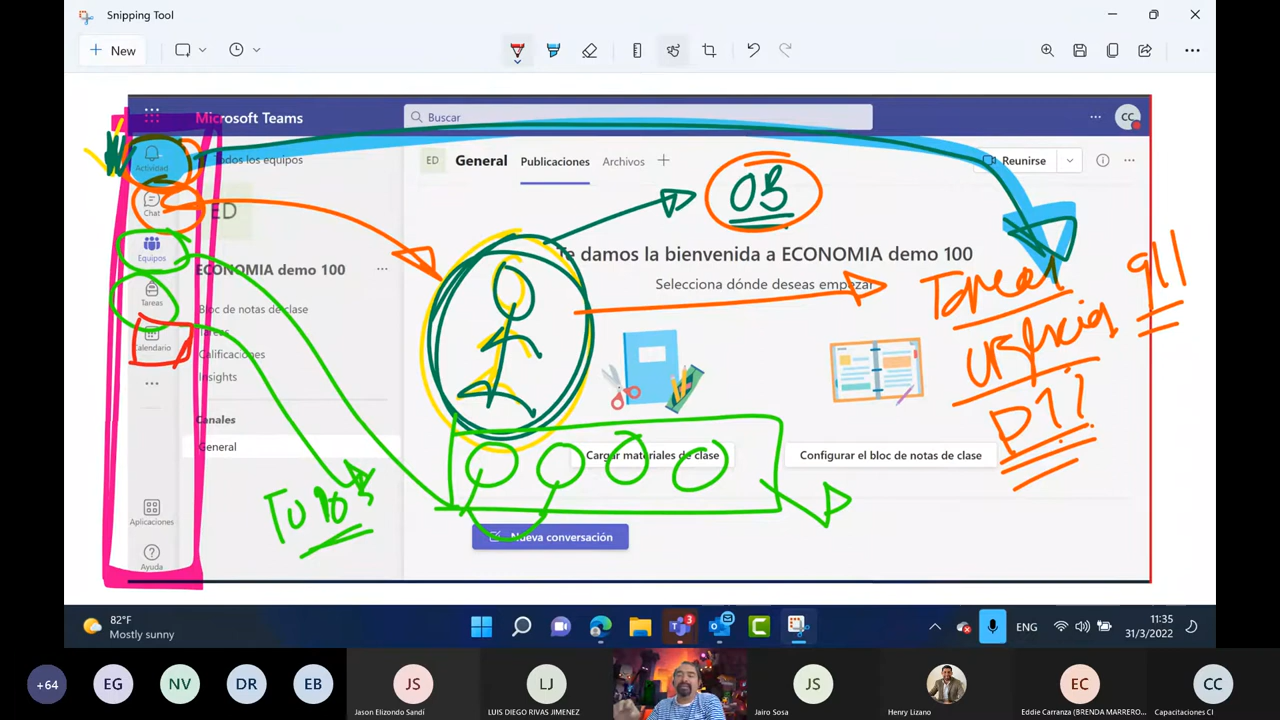 Snipping Tool
New
Microsoft Teams
Buscar
CC
Actividad
Todos los equipos
ED
General
Publicaciones
Archivos
Reunirse
Chat
ED
OB
Equipos
Te damos la bienvenida a ECONOMIA demo 100
ECONOMIA demo 100
Selecciona dónde deseas empezar
911
Tareas
Tareas
Bloc de notas de clase
Tareas
Calendario
Calificaciones
Insights
Canales
General
Cargar materiales de clase
Configurar el bloc de notas de clase
Aplicaciones
Nueva conversación
Ayuda
82°F
Mostly sunny
3
ENG
11:35
31/3/2022
+64
EG
NV
DR
EB
JS
LJ
JS
EC
CC
Jason Elizondo Sandí
LUIS DIEGO RIVAS JIMENEZ
Jairo Sosa
Henry Lizano
Eddie Carranza (BRENDA MARRERO...
Capacitaciones CI